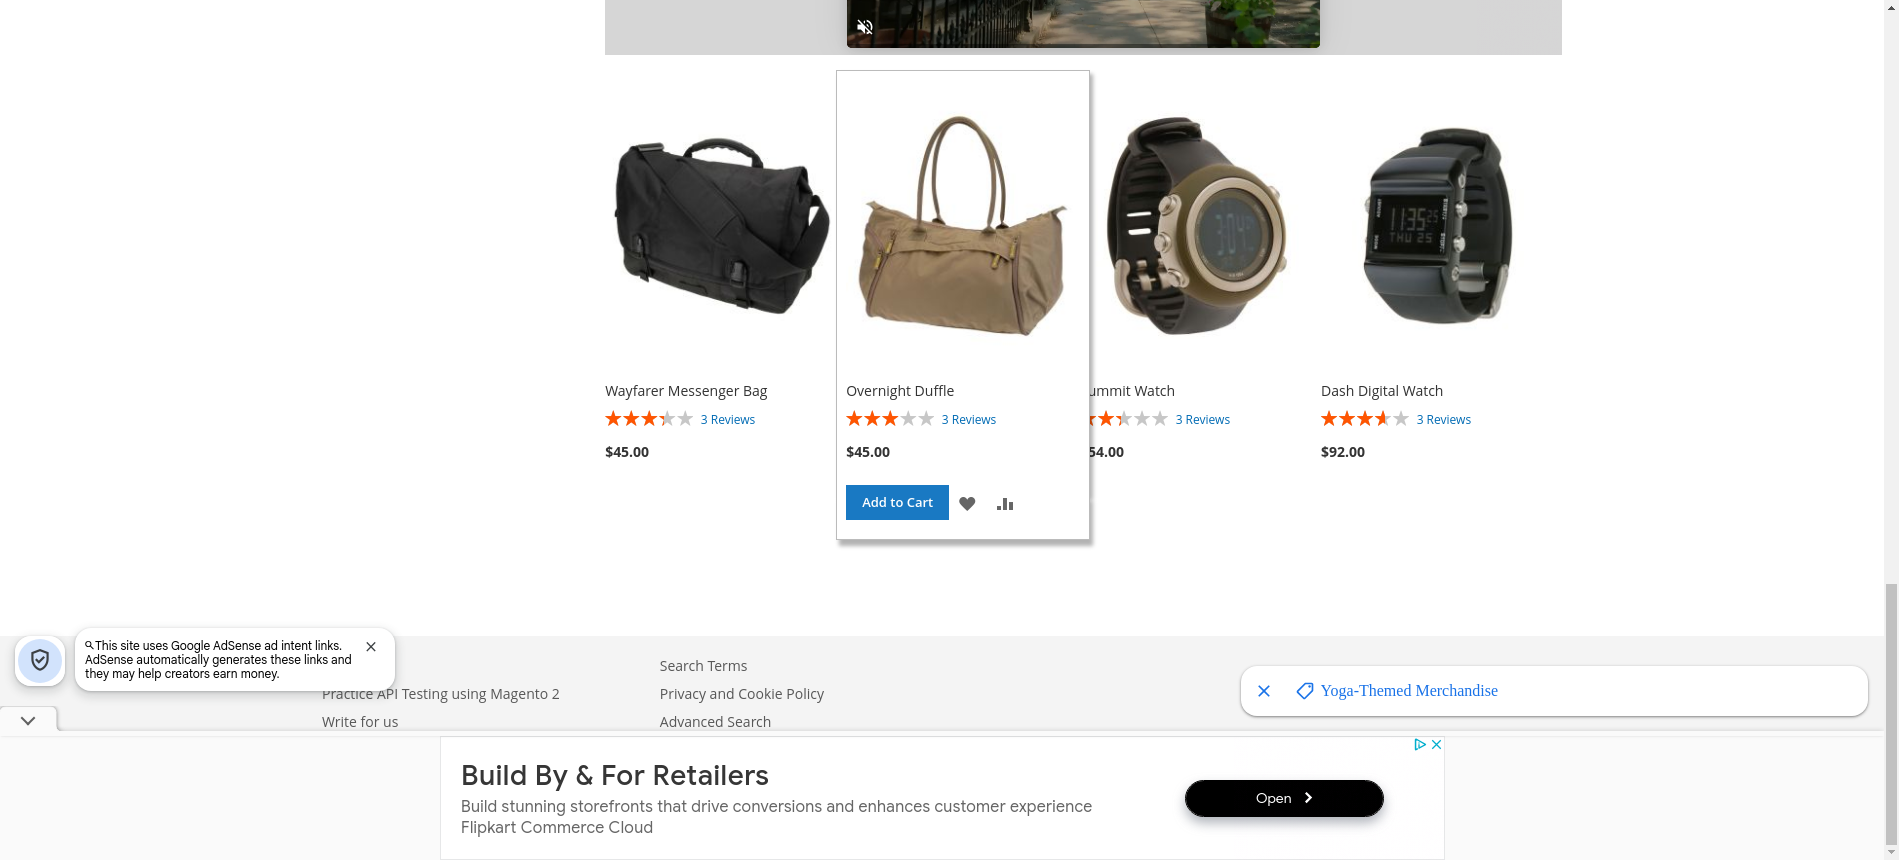 Wayfarer Messenger Bag
3 Reviews
$45.00
Overnight Duffle
3 Reviews
$45.00
Add to Cart
ummit Watch
3 Reviews
54.00
Dash Digital Watch
3 Reviews
$92.00
This site uses Google AdSense ad intent links.
AdSense automatically generates these links and
they may help creators earn money.
Practice API Testing using Magento 2
Write for us
Search Terms
Privacy and Cookie Policy
Advanced Search
Yoga-Themed Merchandise
Build By & For Retailers
Build stunning storefronts that drive conversions and enhances customer experience
Flipkart Commerce Cloud
Open